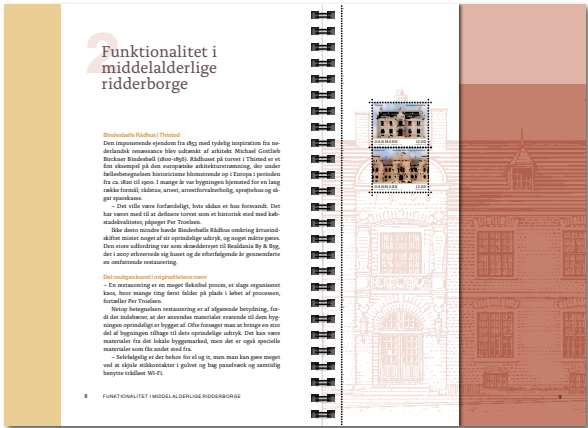 2
Funktionalitet i
middelalderlige
ridderborge
Bindesbølls Rådhus i Thisted
Den imponerende ejendom fra 1853 med tydelig inspiration fra ne-
derlandsk renæssance blev udtænkt af arkitekt Michael Gottlieb
Birckner Bindesbøll (1800-1856). Rådhuset på torvet i Thisted er et
fint eksempel på den europæiske arkitekturstrømning, der under
fællesbetegnelsen historicisme blomstrede op i Europa i perioden
fra ca. 1820 til 1900. I mange år var bygningen hjemsted for en lang
række formål; rådstue, arrest, arrestforvalterbolig, sprøjtehus og så-
gar sparekasse.
– Det ville være forfærdeligt, hvis sådan et hus forsvandt. Det
har været med til at definere torvet som et historisk sted med køb-
stadskvaliteter, påpeger Per Troelsen.
Ikke desto mindre havde Bindesbølls Rådhus omkring årtusind-
skiftet mistet noget af sit oprindelige udtryk, og noget måtte gøres.
Den store udfordring var som skræddersyet til Realdania By & Byg,
der i 2007 erhvervede sig huset og de efterfølgende år gennemførte
en omfattende restaurering.
Det muliges kunst i originalitetens navn
– En restaurering er en meget fleksibel proces, et slags organiseret
kaos, hvor mange ting først falder på plads i løbet af processen,
fortæller Per Troelsen.
Netop betegnelsen restaurering er af afgørende betydning, for-
di det indebærer, at der anvendes materialer svarende til dem byg-
ningen oprindeligt er bygget af. Ofte forsøger man at bringe en stor
del af bygningen tilbage til dets oprindelige udtryk. Det kan være
materialer fra det lokale byggemarked, men det er også specielle
materialer som fås andet sted fra.
– Selvfølgelig er der behov for el og it, men man kan gøre meget
ved at skjule stikkontakter i gulvet og bag panelværk og samtidig
benytte trådløst Wi-Fi.
8 FUNKTIONALITET I MIDDELALDERLIGE RIDDERBORGE
DANMARK 12.00
DANMARK 12.00
9